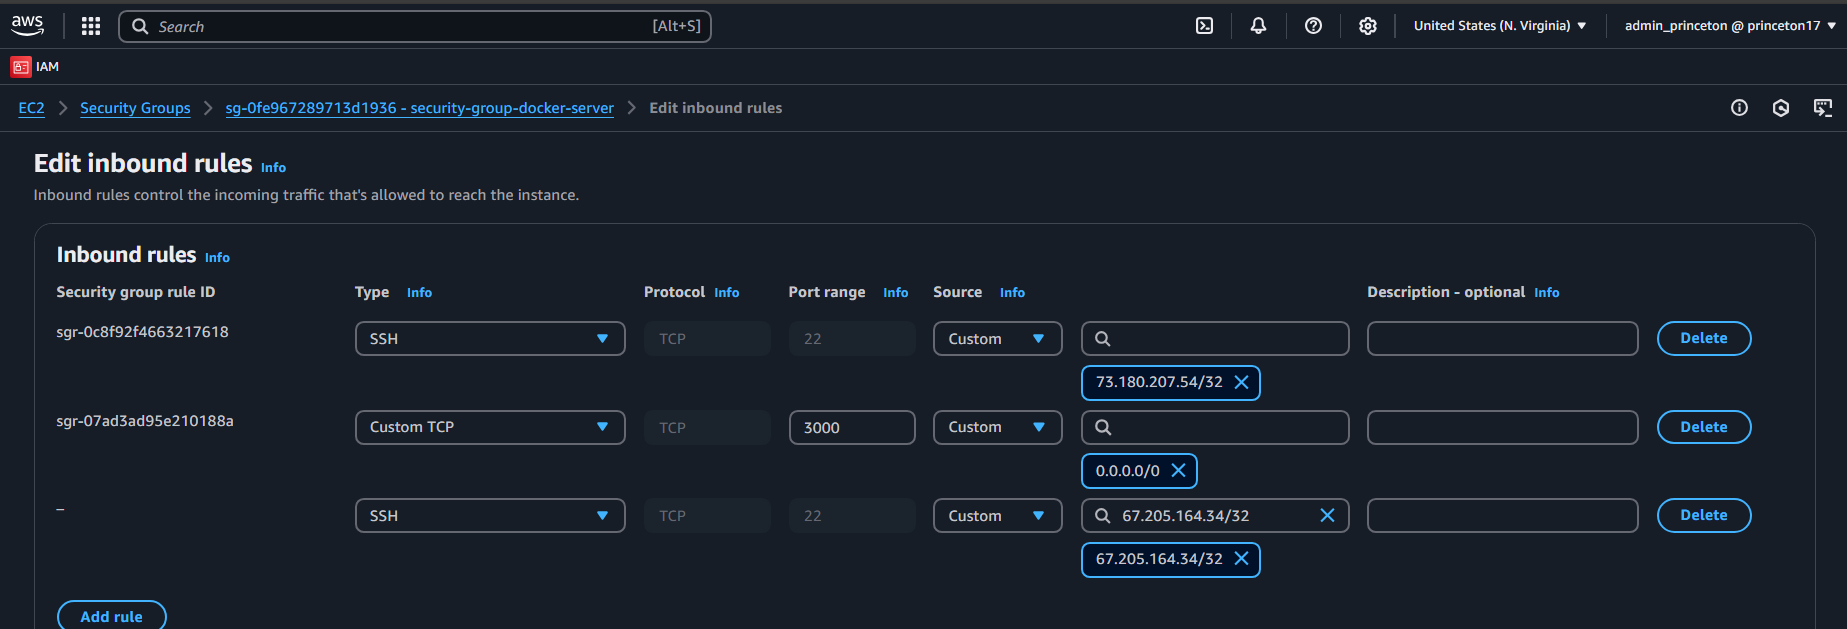 aws
Search [Alt+S] United States (N. Virginia) admin_princeton @ princeton17
IAM
EC2 Security Groups sg-0fe967289713d1936 - security-group-docker-server Edit inbound rules
Edit inbound rules Info
Inbound rules control the incoming traffic that's allowed to reach the instance.
Inbound rules Info
Security group rule ID Type Info Protocol Info Port range Info Source Info Description - optional Info
sgr-0c8f92f4663217618 SSH TCP 22 Custom Delete
73.180.207.54/32
sgr-07ad3ad95e210188a Custom TCP TCP 3000 Custom Delete
0.0.0.0/0
– SSH TCP 22 Custom 67.205.164.34/32 Delete
67.205.164.34/32
Add rule